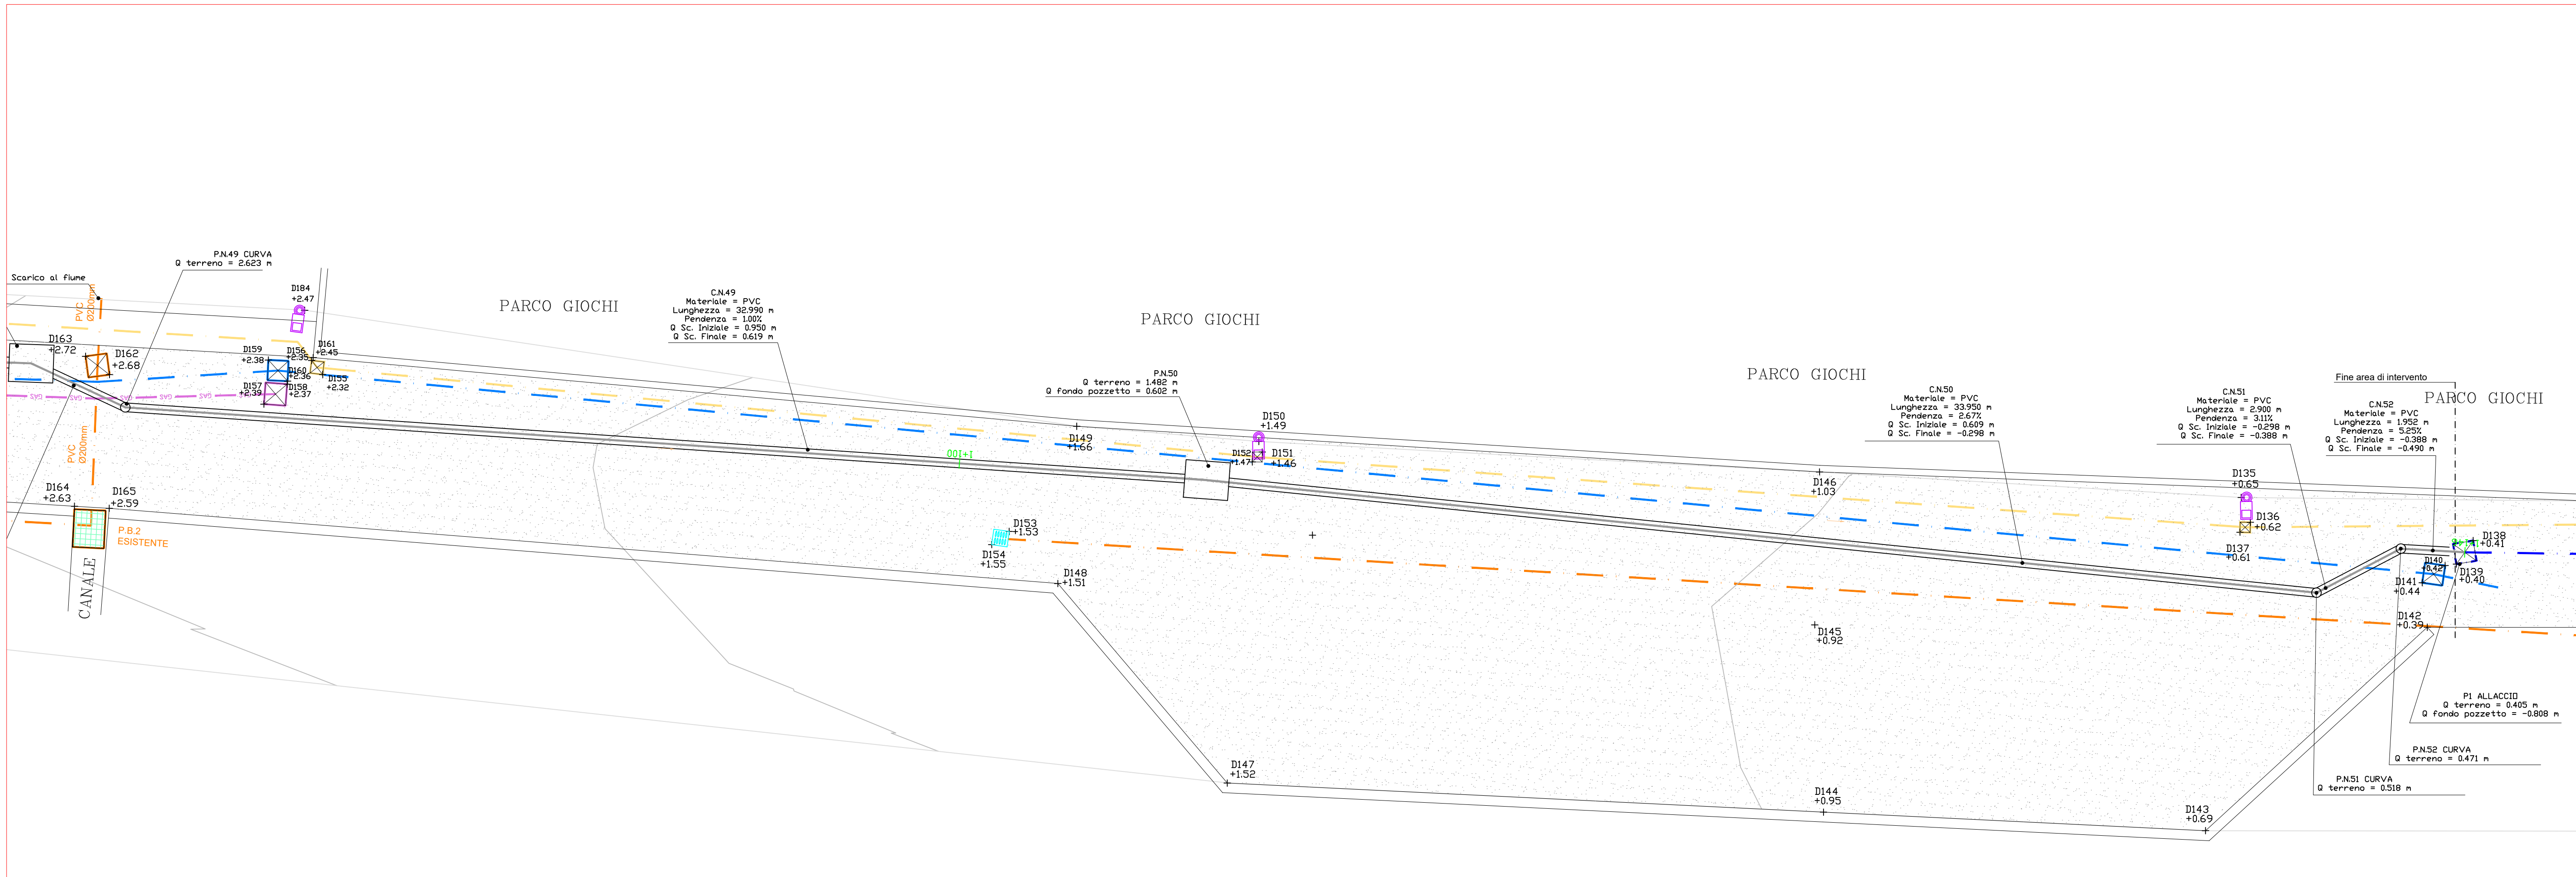 P.N.49 CURVA
Q terreno = 2.623 m
Scarico al fiume
PVC
Ø200mm
D184
+2.47
PARCO GIOCHI
C.N.49
Materiale = PVC
Lunghezza = 32.990 m
Pendenza = 1.00%
Q Sc. Iniziale = 0.950 m
Q Sc. Finale = 0.619 m
PARCO GIOCHI
D163
+2.72
D162
+2.68
D159
+2.38
D156
+2.35
D161
+2.45
D160
+2.36
D155
+2.32
D157
+2.39
D158
+2.37
GAS
GAS
GAS
GAS
GAS
P.N.50
Q terreno = 1.482 m
Q fondo pozzetto = 0.602 m
PARCO GIOCHI
C.N.50
Materiale = PVC
Lunghezza = 33.950 m
Pendenza = 2.67%
Q Sc. Iniziale = 0.609 m
Q Sc. Finale = -0.298 m
C.N.51
Materiale = PVC
Lunghezza = 2.900 m
Pendenza = 3.11%
Q Sc. Iniziale = -0.298 m
Q Sc. Finale = -0.388 m
Fine area di intervento
PARCO GIOCHI
C.N.52
Materiale = PVC
Lunghezza = 1.952 m
Pendenza = 5.25%
Q Sc. Iniziale = -0.388 m
Q Sc. Finale = -0.490 m
D150
+1.49
D149
+1.66
D152
+1.47
D151
+1.46
1+100
PVC
Ø200mm
D164
+2.63
D165
+2.59
P.B.2
ESISTENTE
CANALE
D153
+1.53
D154
+1.55
D148
+1.51
D146
+1.03
D135
+0.65
D136
+0.62
D137
+0.61
D138
+0.41
D139
+0.40
D140
+0.42
D141
+0.44
D142
+0.39
D145
+0.92
D147
+1.52
D144
+0.95
D143
+0.69
P1 ALLACCIO
Q terreno = 0.405 m
Q fondo pozzetto = -0.808 m
P.N.52 CURVA
Q terreno = 0.471 m
P.N.51 CURVA
Q terreno = 0.518 m